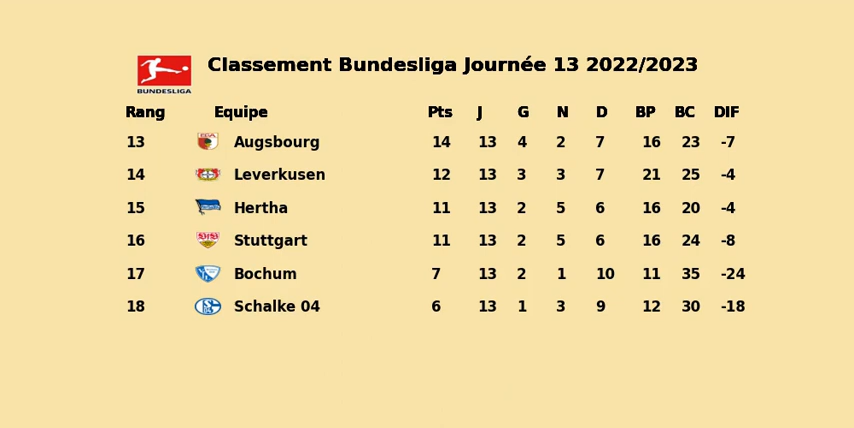 Classement Bundesliga Journée 13 2022/2023
BUNDESLIGA
Rang Equipe Pts J G N D BP BC DIF
13 Augsbourg 14 13 4 2 7 16 23 -7
14 Leverkusen 12 13 3 3 7 21 25 -4
15 Hertha 11 13 2 5 6 16 20 -4
16 Stuttgart 11 13 2 5 6 16 24 -8
17 Bochum 7 13 2 1 10 11 35 -24
18 Schalke 04 6 13 1 3 9 12 30 -18